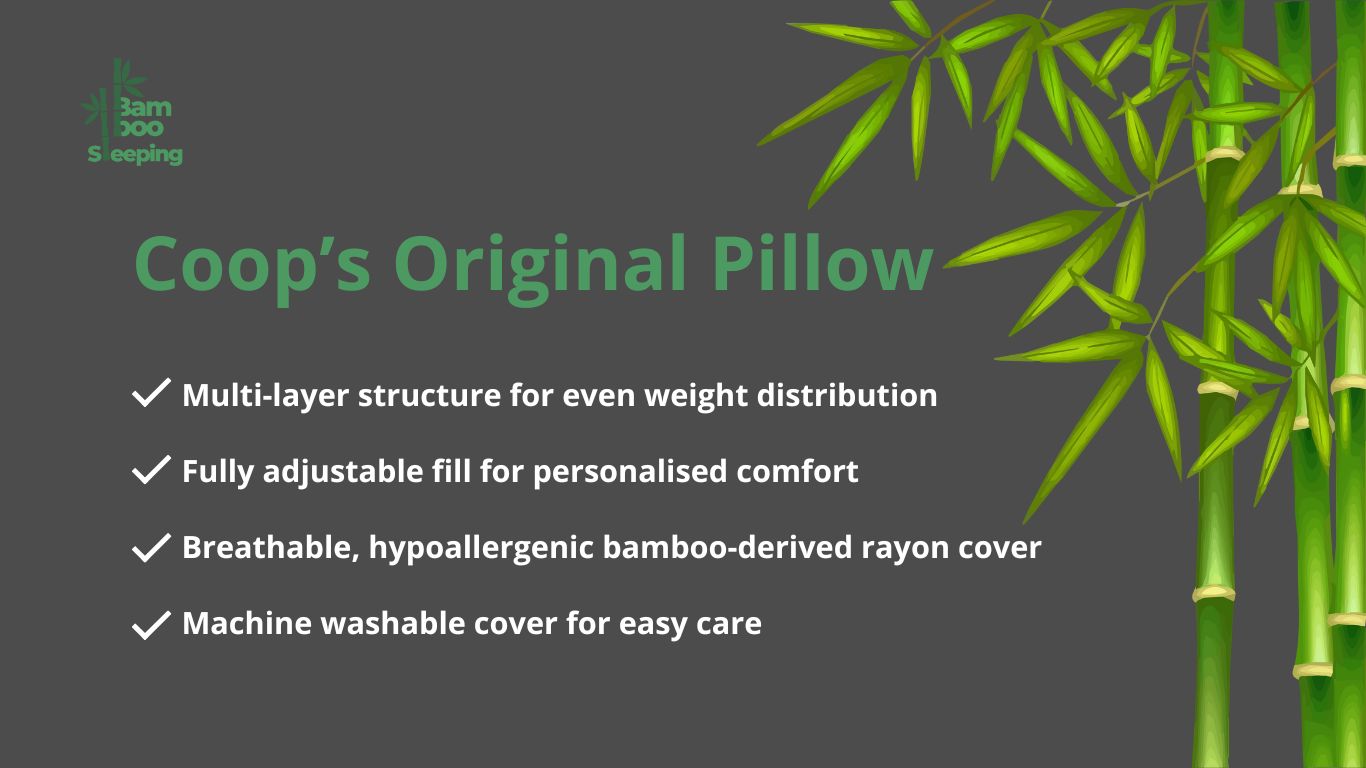 Bam
boo
Sleeping
Coop’s Original Pillow
Multi-layer structure for even weight distribution
Fully adjustable fill for personalised comfort
Breathable, hypoallergenic bamboo-derived rayon cover
Machine washable cover for easy care